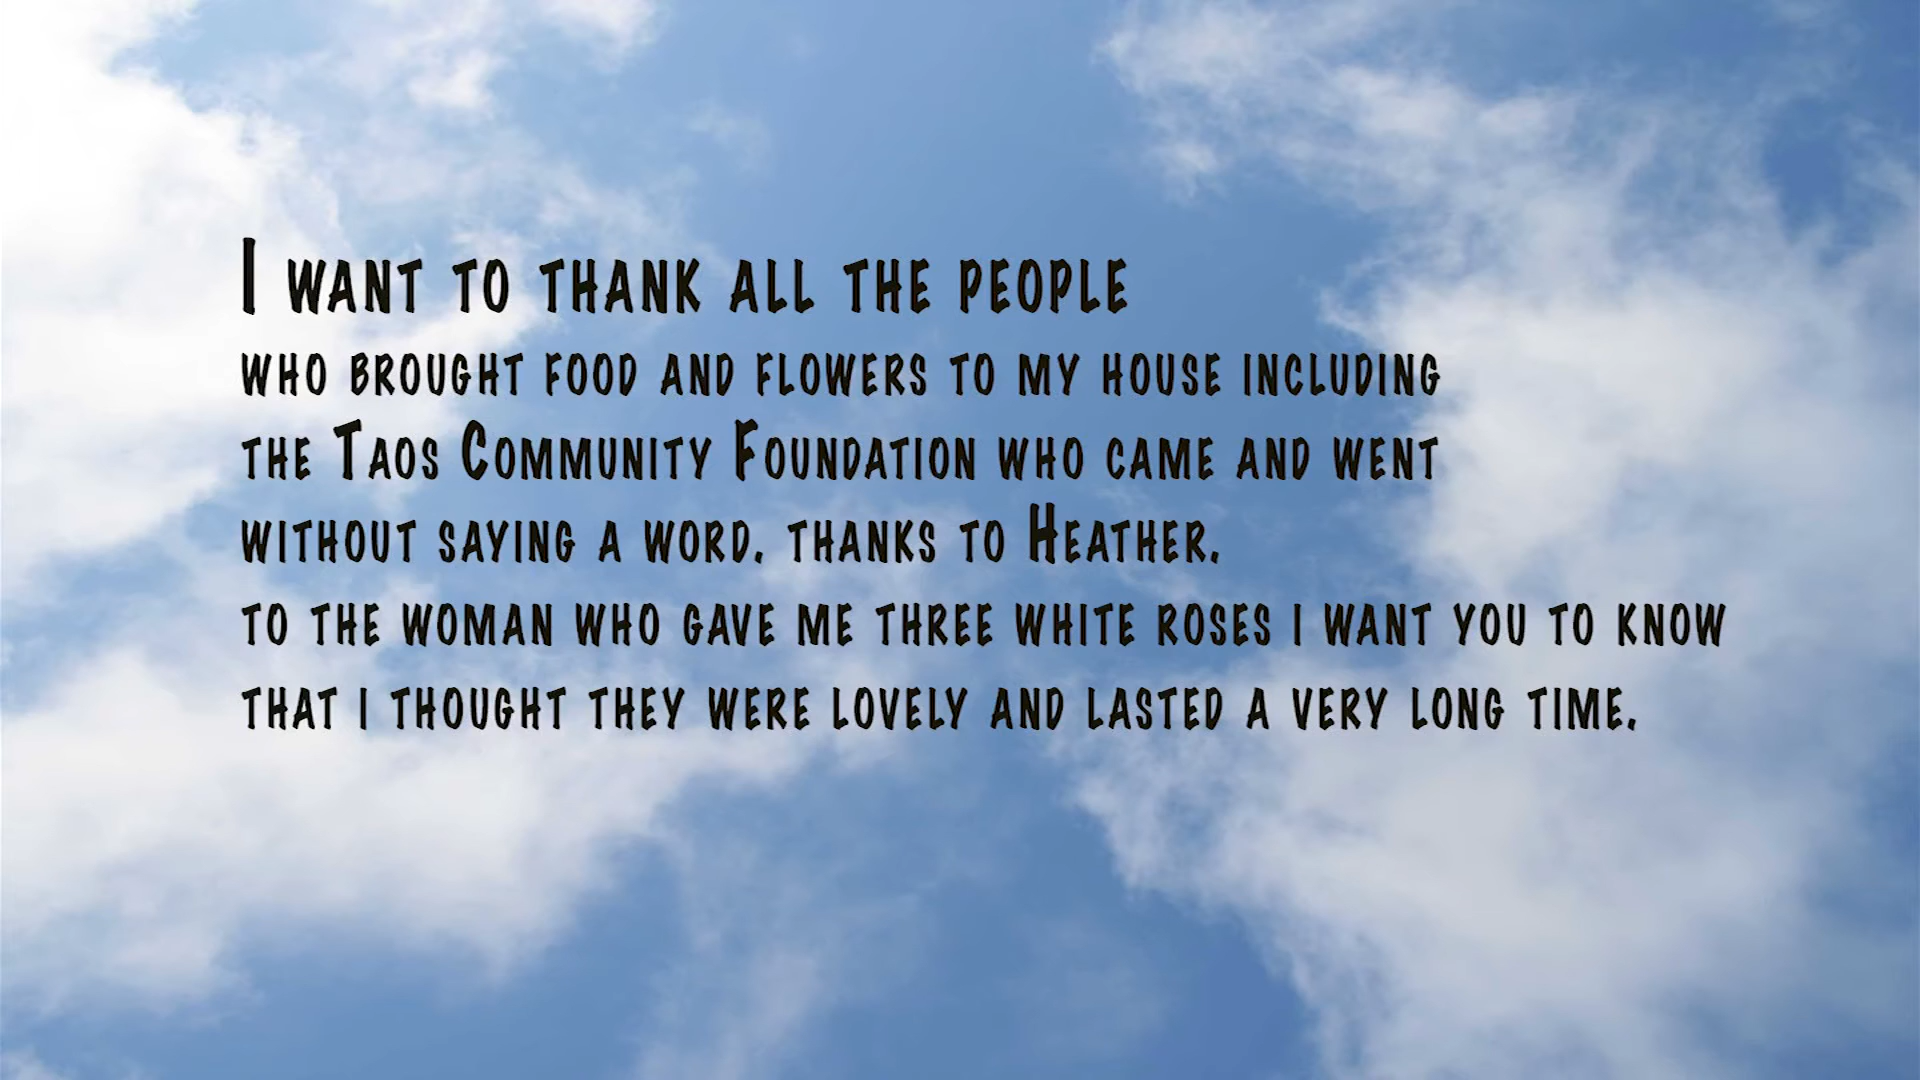 I want to thank all the people
who brought food and flowers to my house including
the Taos Community Foundation who came and went
without saying a word. thanks to Heather.
to the woman who gave me three white roses i want you to know
that i thought they were lovely and lasted a very long time.